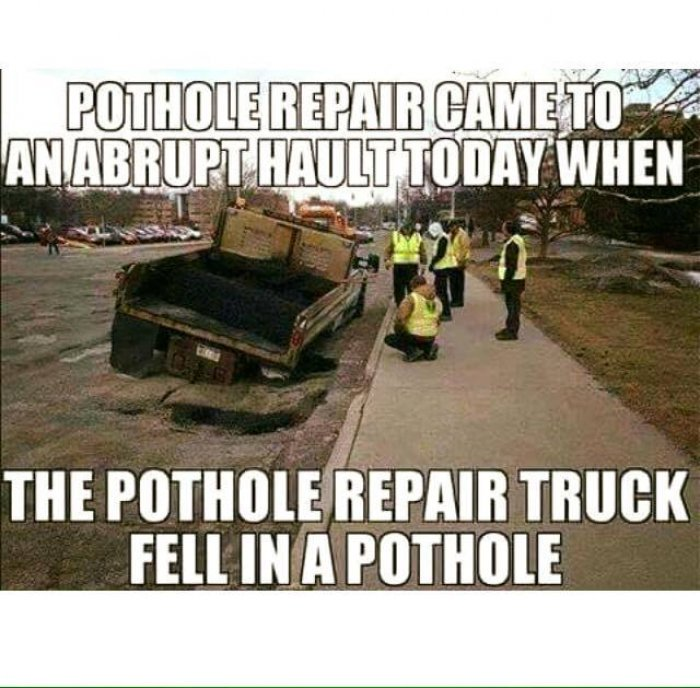 POTHOLE REPAIR CAME TO
AN ABRUPT HAULT TODAY WHEN
THE POTHOLE REPAIR TRUCK
FELL IN A POTHOLE